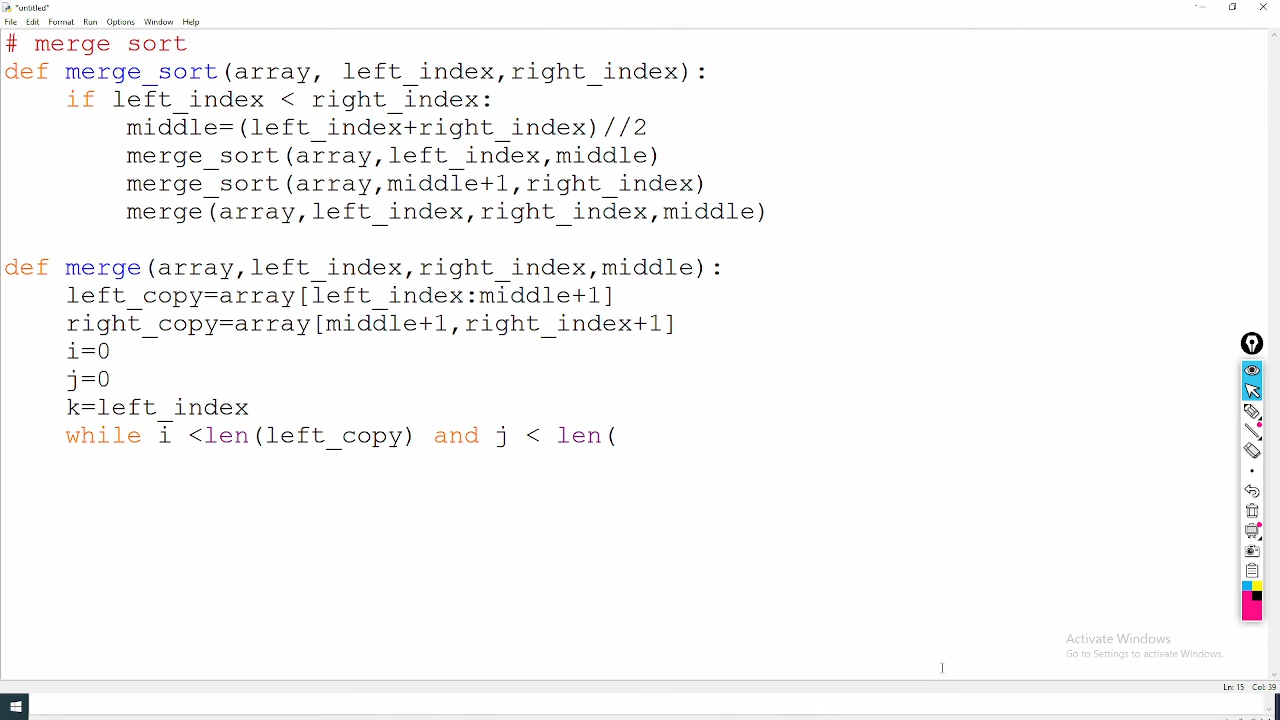 *untitled*
File Edit Format Run Options Window Help
# merge sort
def merge_sort(array, left_index,right_index):
    if left_index < right_index:
        middle=(left_index+right_index)//2
        merge_sort(array,left_index,middle)
        merge_sort(array,middle+1,right_index)
        merge(array,left_index,right_index,middle)

def merge(array,left_index,right_index,middle):
    left_copy=array[left_index:middle+1]
    right_copy=array[middle+1,right_index+1]
    i=0
    j=0
    k=left_index
    while i <len(left_copy) and j < len(
Activate Windows
Go to Settings to activate Windows.
Ln: 15 Col: 39